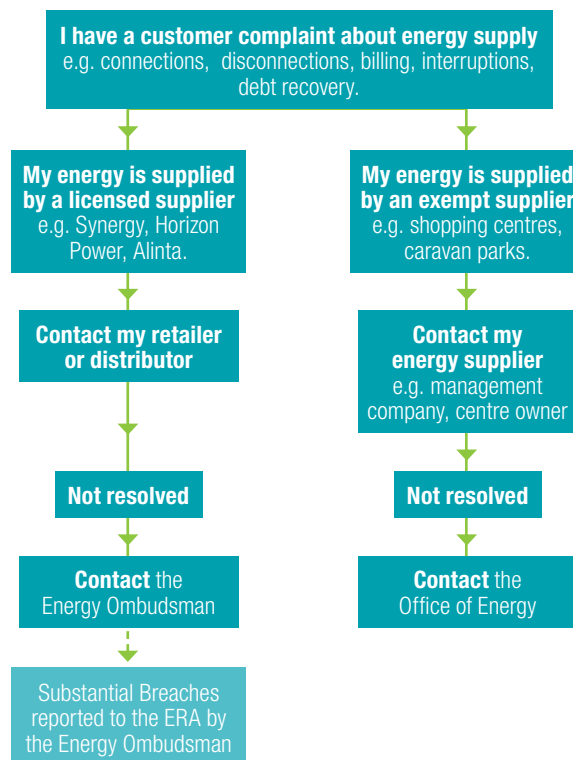 I have a customer complaint about energy supply
e.g. connections, disconnections, billing, interruptions,
debt recovery.
My energy is supplied
by a licensed supplier
e.g. Synergy, Horizon
Power, Alinta.
My energy is supplied
by an exempt supplier
e.g. shopping centres,
caravan parks.
Contact my retailer
or distributor
Contact my
energy supplier
e.g. management
company, centre owner
Not resolved
Not resolved
Contact the
Energy Ombudsman
Contact the
Office of Energy
Substantial Breaches
reported to the ERA by
the Energy Ombudsman